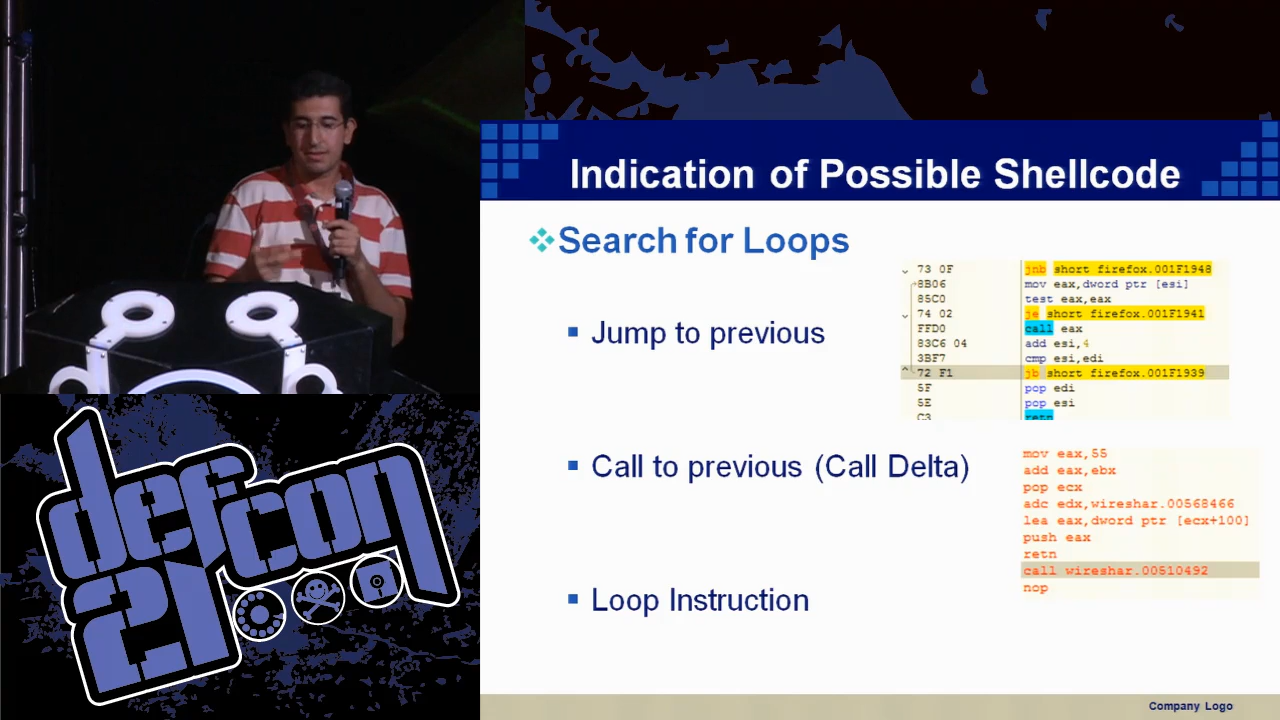 Indication of Possible Shellcode
Search for Loops
Jump to previous
73 0F jnb short firefox.001F1948
8B06 mov eax,dword ptr [esi]
85C0 test eax,eax
74 02 je short firefox.001F1941
FFD0 call eax
83C6 04 add esi,4
3BF7 cmp esi,edi
72 F1 jb short firefox.001F1939
5F pop edi
5E pop esi
C3 retn
Call to previous (Call Delta)
mov eax,55
add eax,ebx
pop ecx
adc edx,wireshar.00568466
lea eax,dword ptr [ecx+100]
push eax
retn
call wireshar.00510492
nop
Loop Instruction
Company Logo
defcon
21